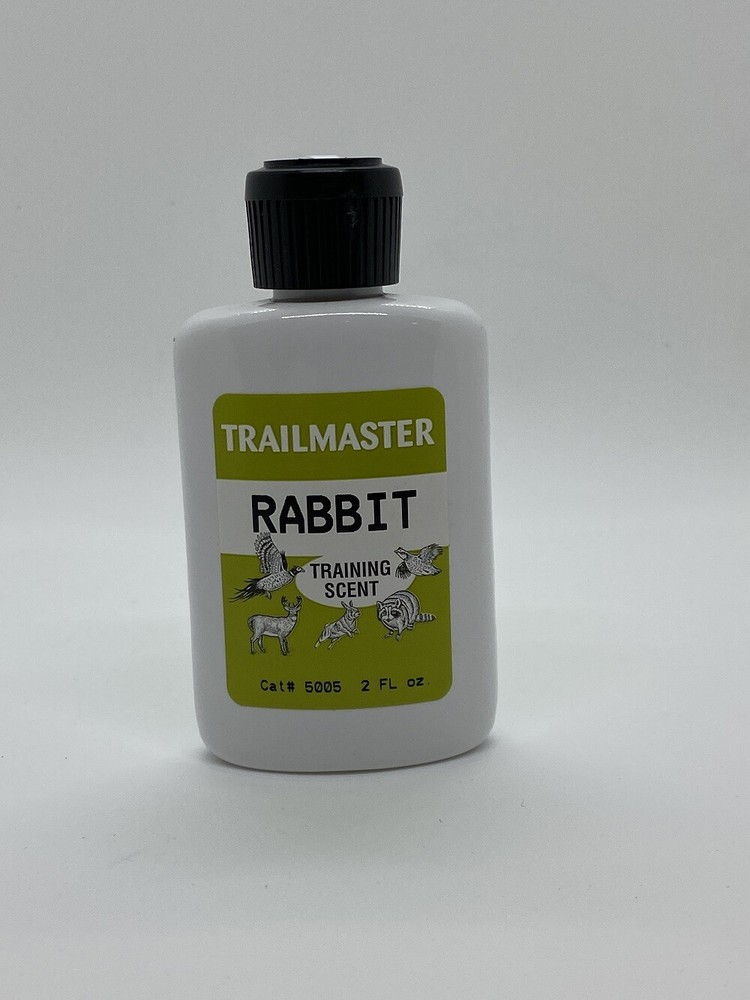 TRAILMASTER
RABBIT
TRAINING
SCENT
Cat# 5005 2 FL oz.